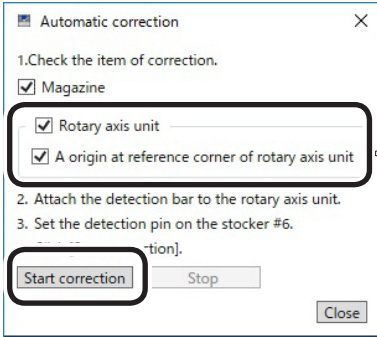 Automatic correction
1.Check the item of correction.
Magazine
Rotary axis unit
A origin at reference corner of rotary axis unit
2. Attach the detection bar to the rotary axis unit.
3. Set the detection pin on the stocker #6.
tion].
Start correction Stop
Close